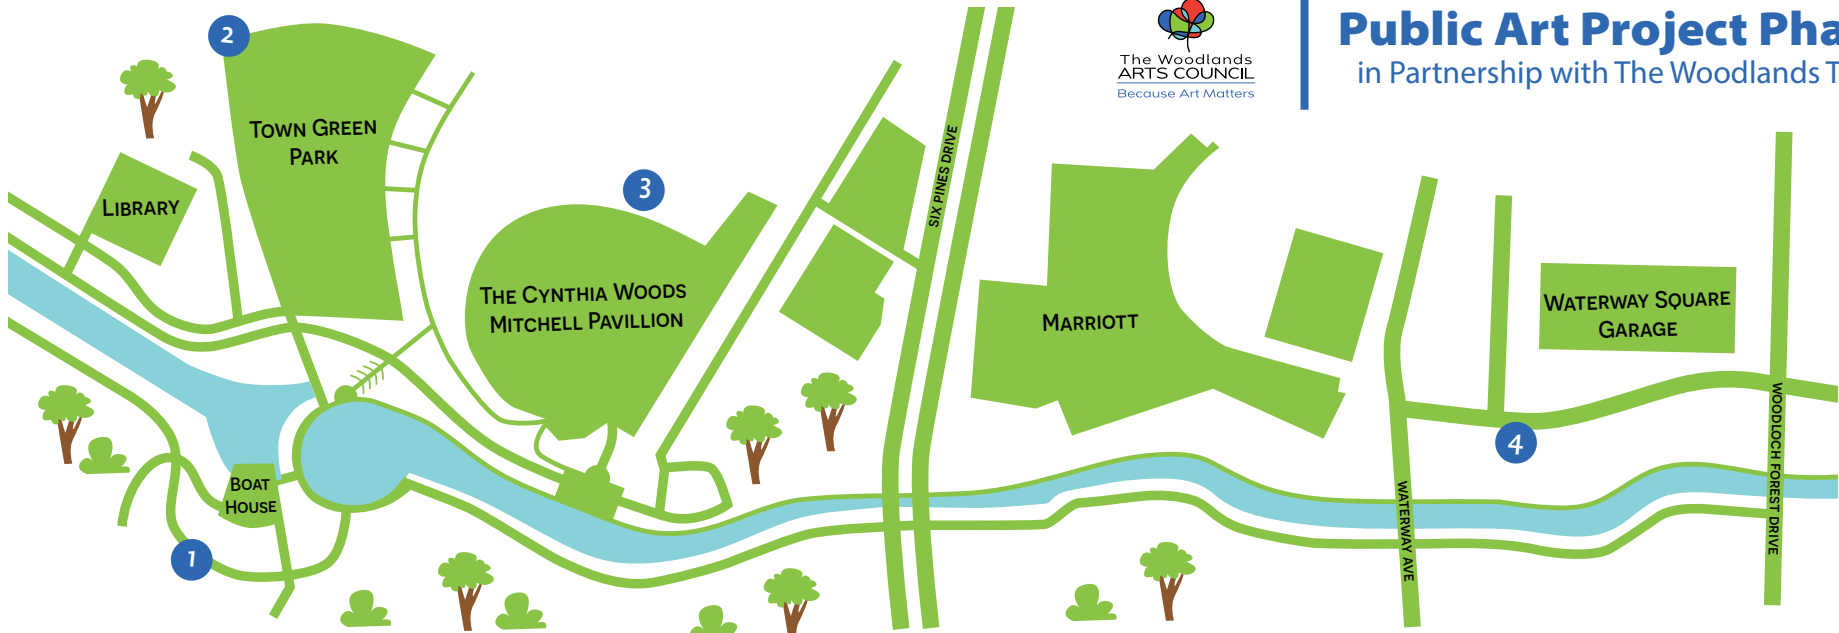 The Woodlands
ARTS COUNCIL
Because Art Matters
Public Art Project
in Partnership with The Woodlands
2
TOWN GREEN
PARK
LIBRARY
3
THE CYNTHIA WOODS
MITCHELL PAVILLION
SIX PINES DRIVE
MARRIOTT
WATERWAY SQUARE
GARAGE
4
WATERWAY AVE
WOODLOCH FOREST DRIVE
BOAT
HOUSE
1